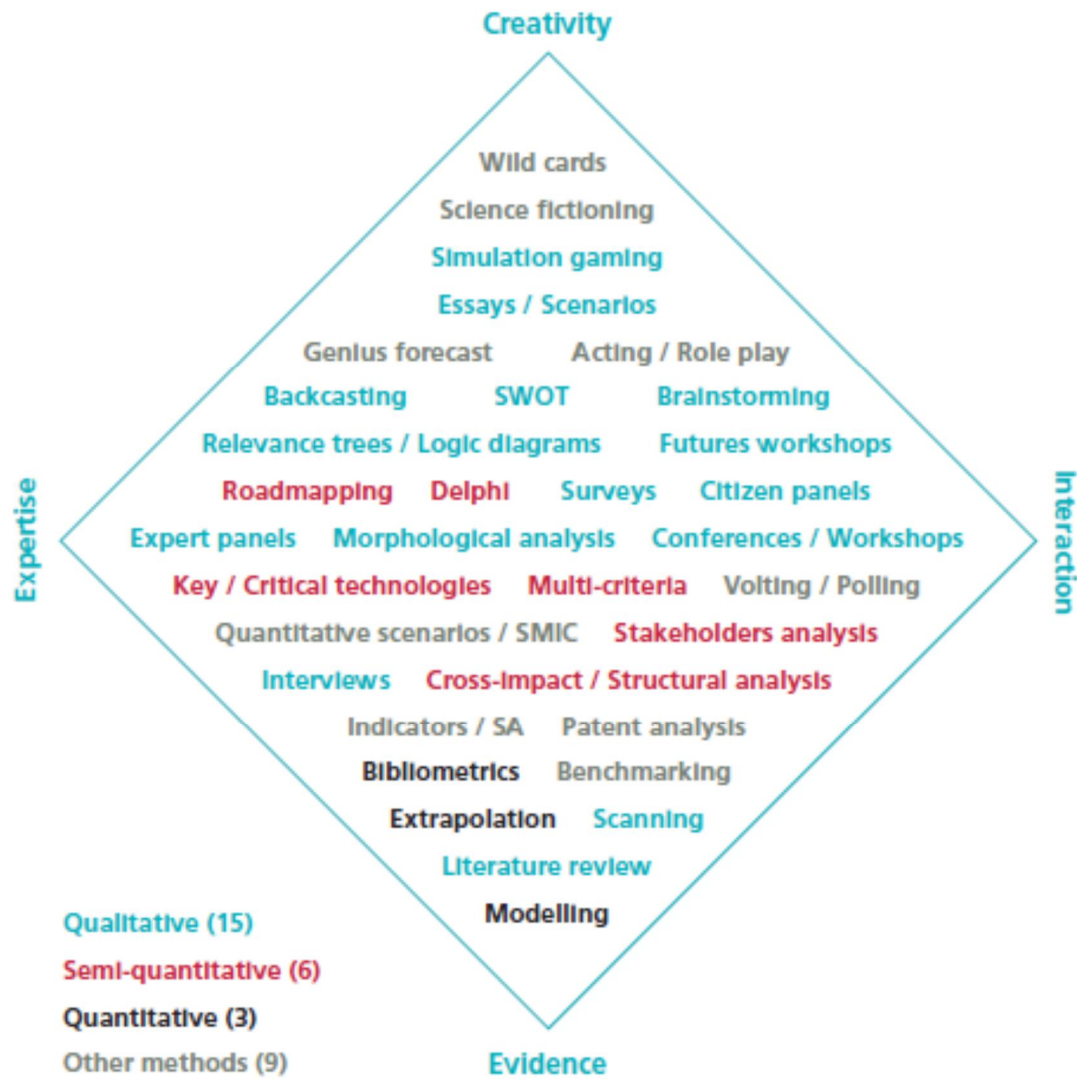 Creativity
Wild cards
Science fictioning
Simulation gaming
Essays / Scenarios
Genius forecast Acting / Role play
Backcasting SWOT Brainstorming
Relevance trees / Logic diagrams Futures workshops
Roadmapping Delphi Surveys Citizen panels
Expertise
Interaction
Expert panels Morphological analysis Conferences / Workshops
Key / Critical technologies Multi-criteria Volting / Polling
Quantitative scenarios / SMIC Stakeholders analysis
Interviews Cross-impact / Structural analysis
Indicators / SA Patent analysis
Bibliometrics Benchmarking
Extrapolation Scanning
Literature review
Modelling
Qualitative (15)
Semi-quantitative (6)
Quantitative (3)
Other methods (9)
Evidence